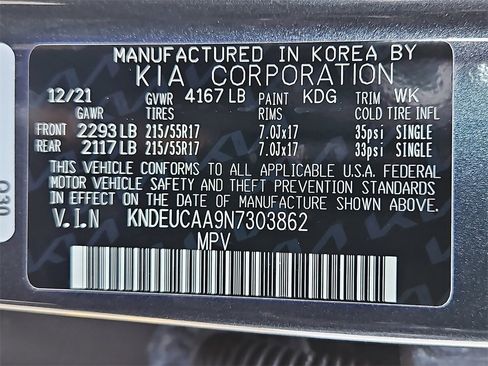 MANUFACTURED IN KOREA BY
KIA CORPORATION
12/21 GVWR 4167 LB PAINT KDG TRIM WK
GAWR TIRES RIMS COLD TIRE INFL
FRONT 2293 LB 215/55R17 7.0Jx17 35psi SINGLE
REAR 2117 LB 215/55R17 7.0Jx17 33psi SINGLE
THIS VEHICLE CONFORMS TO ALL APPLICABLE U.S.A. FEDERAL
MOTOR VEHICLE SAFETY AND THEFT PREVENTION STANDARDS
IN EFFECT ON THE DATE OF MANUFACTURE SHOWN ABOVE.
V.I.N KNDEUCAA9N7303862
MPV